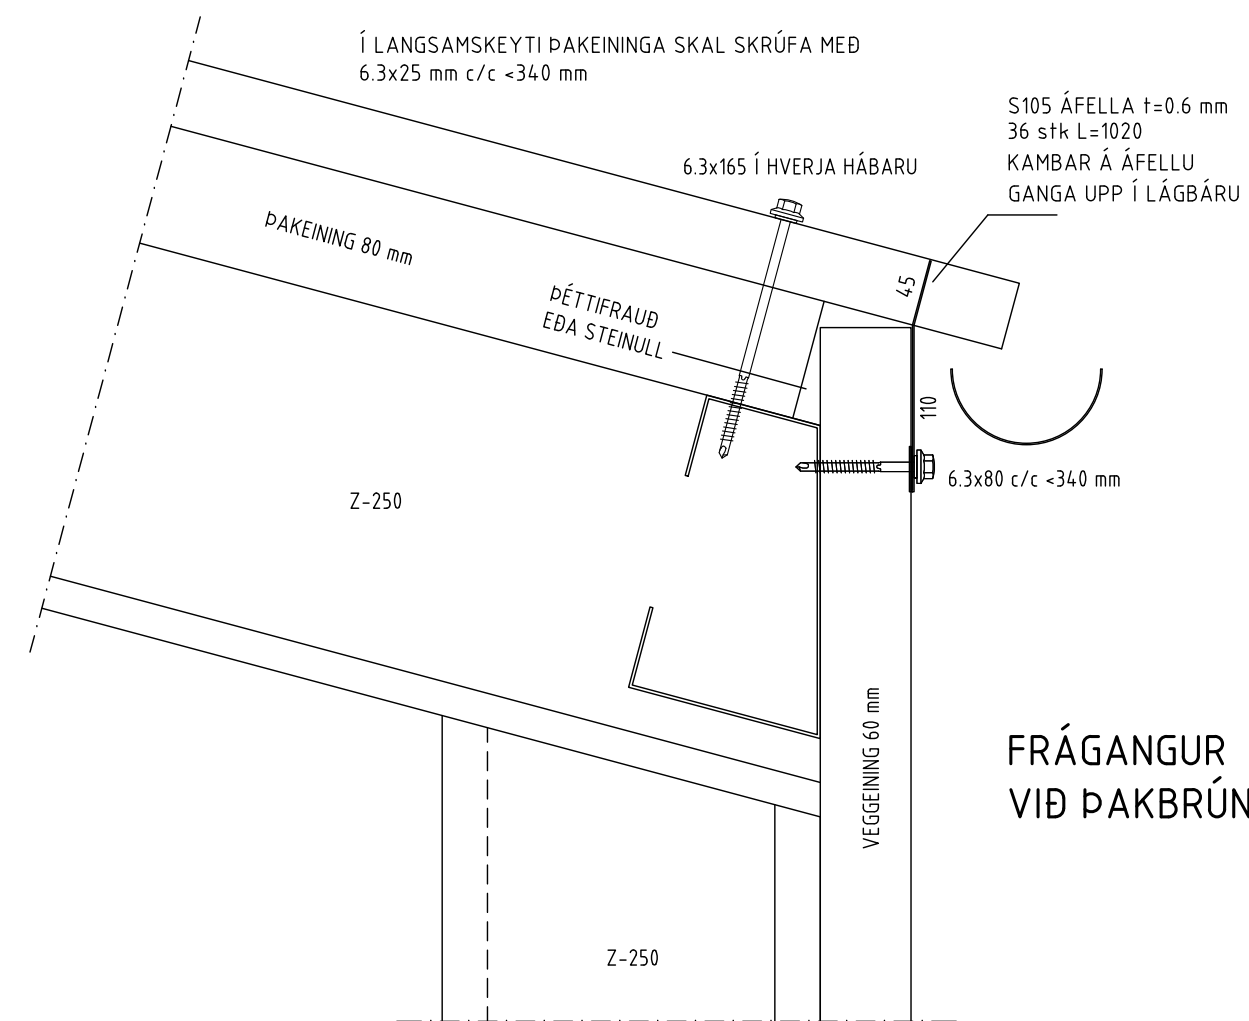 Í LANGSAMSKEYTI ÞAKEININGA SKAL SKRÚFA MEÐ
6.3x25 mm c/c <340 mm
S105 ÁFELLA t=0.6 mm
36 stk L=1020
KAMBAR Á ÁFELLU
GANGA UPP Í LÁGBÁRU
6.3x165 Í HVERJA HÁBARU
ÞAKEINING 80 mm
45
ÞÉTTIFRAUÐ
EÐA STEINULL
110
6.3x80 c/c <340 mm
Z-250
VEGGEINING 60 mm
FRÁGANGUR
VIÐ ÞAKBRÚN
Z-250